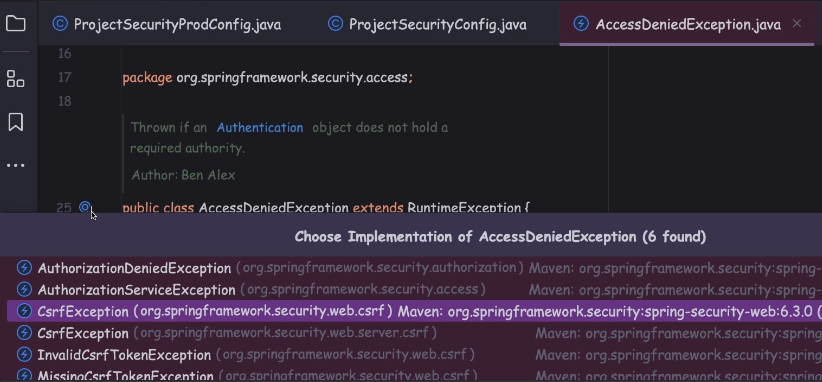 ProjectSecurityProdConfig.java ProjectSecurityConfig.java AccessDeniedException.java
16
17 package org.springframework.security.access;
18
Thrown if an Authentication object does not hold a
required authority.
Author: Ben Alex
25 public class AccessDeniedException extends RuntimeException {
Choose Implementation of AccessDeniedException (6 found)
AuthorizationDeniedException (org.springframework.security.authorization) Maven: org.springframework.security:spring-
AuthorizationServiceException (org.springframework.security.access) Maven: org.springframework.security:spring-
CsrfException (org.springframework.security.web.csrf) Maven: org.springframework.security:spring-security-web:6.3.0 (
CsrfException (org.springframework.security.web.server.csrf) Maven: org.springframework.security:spring
InvalidCsrfTokenException (org.springframework.security.web.csrf) Maven: org.springframework.security:spring
MissingCsrfTokenException (org.springframework.security.web.csrf) Maven: org.springframework.security:spring